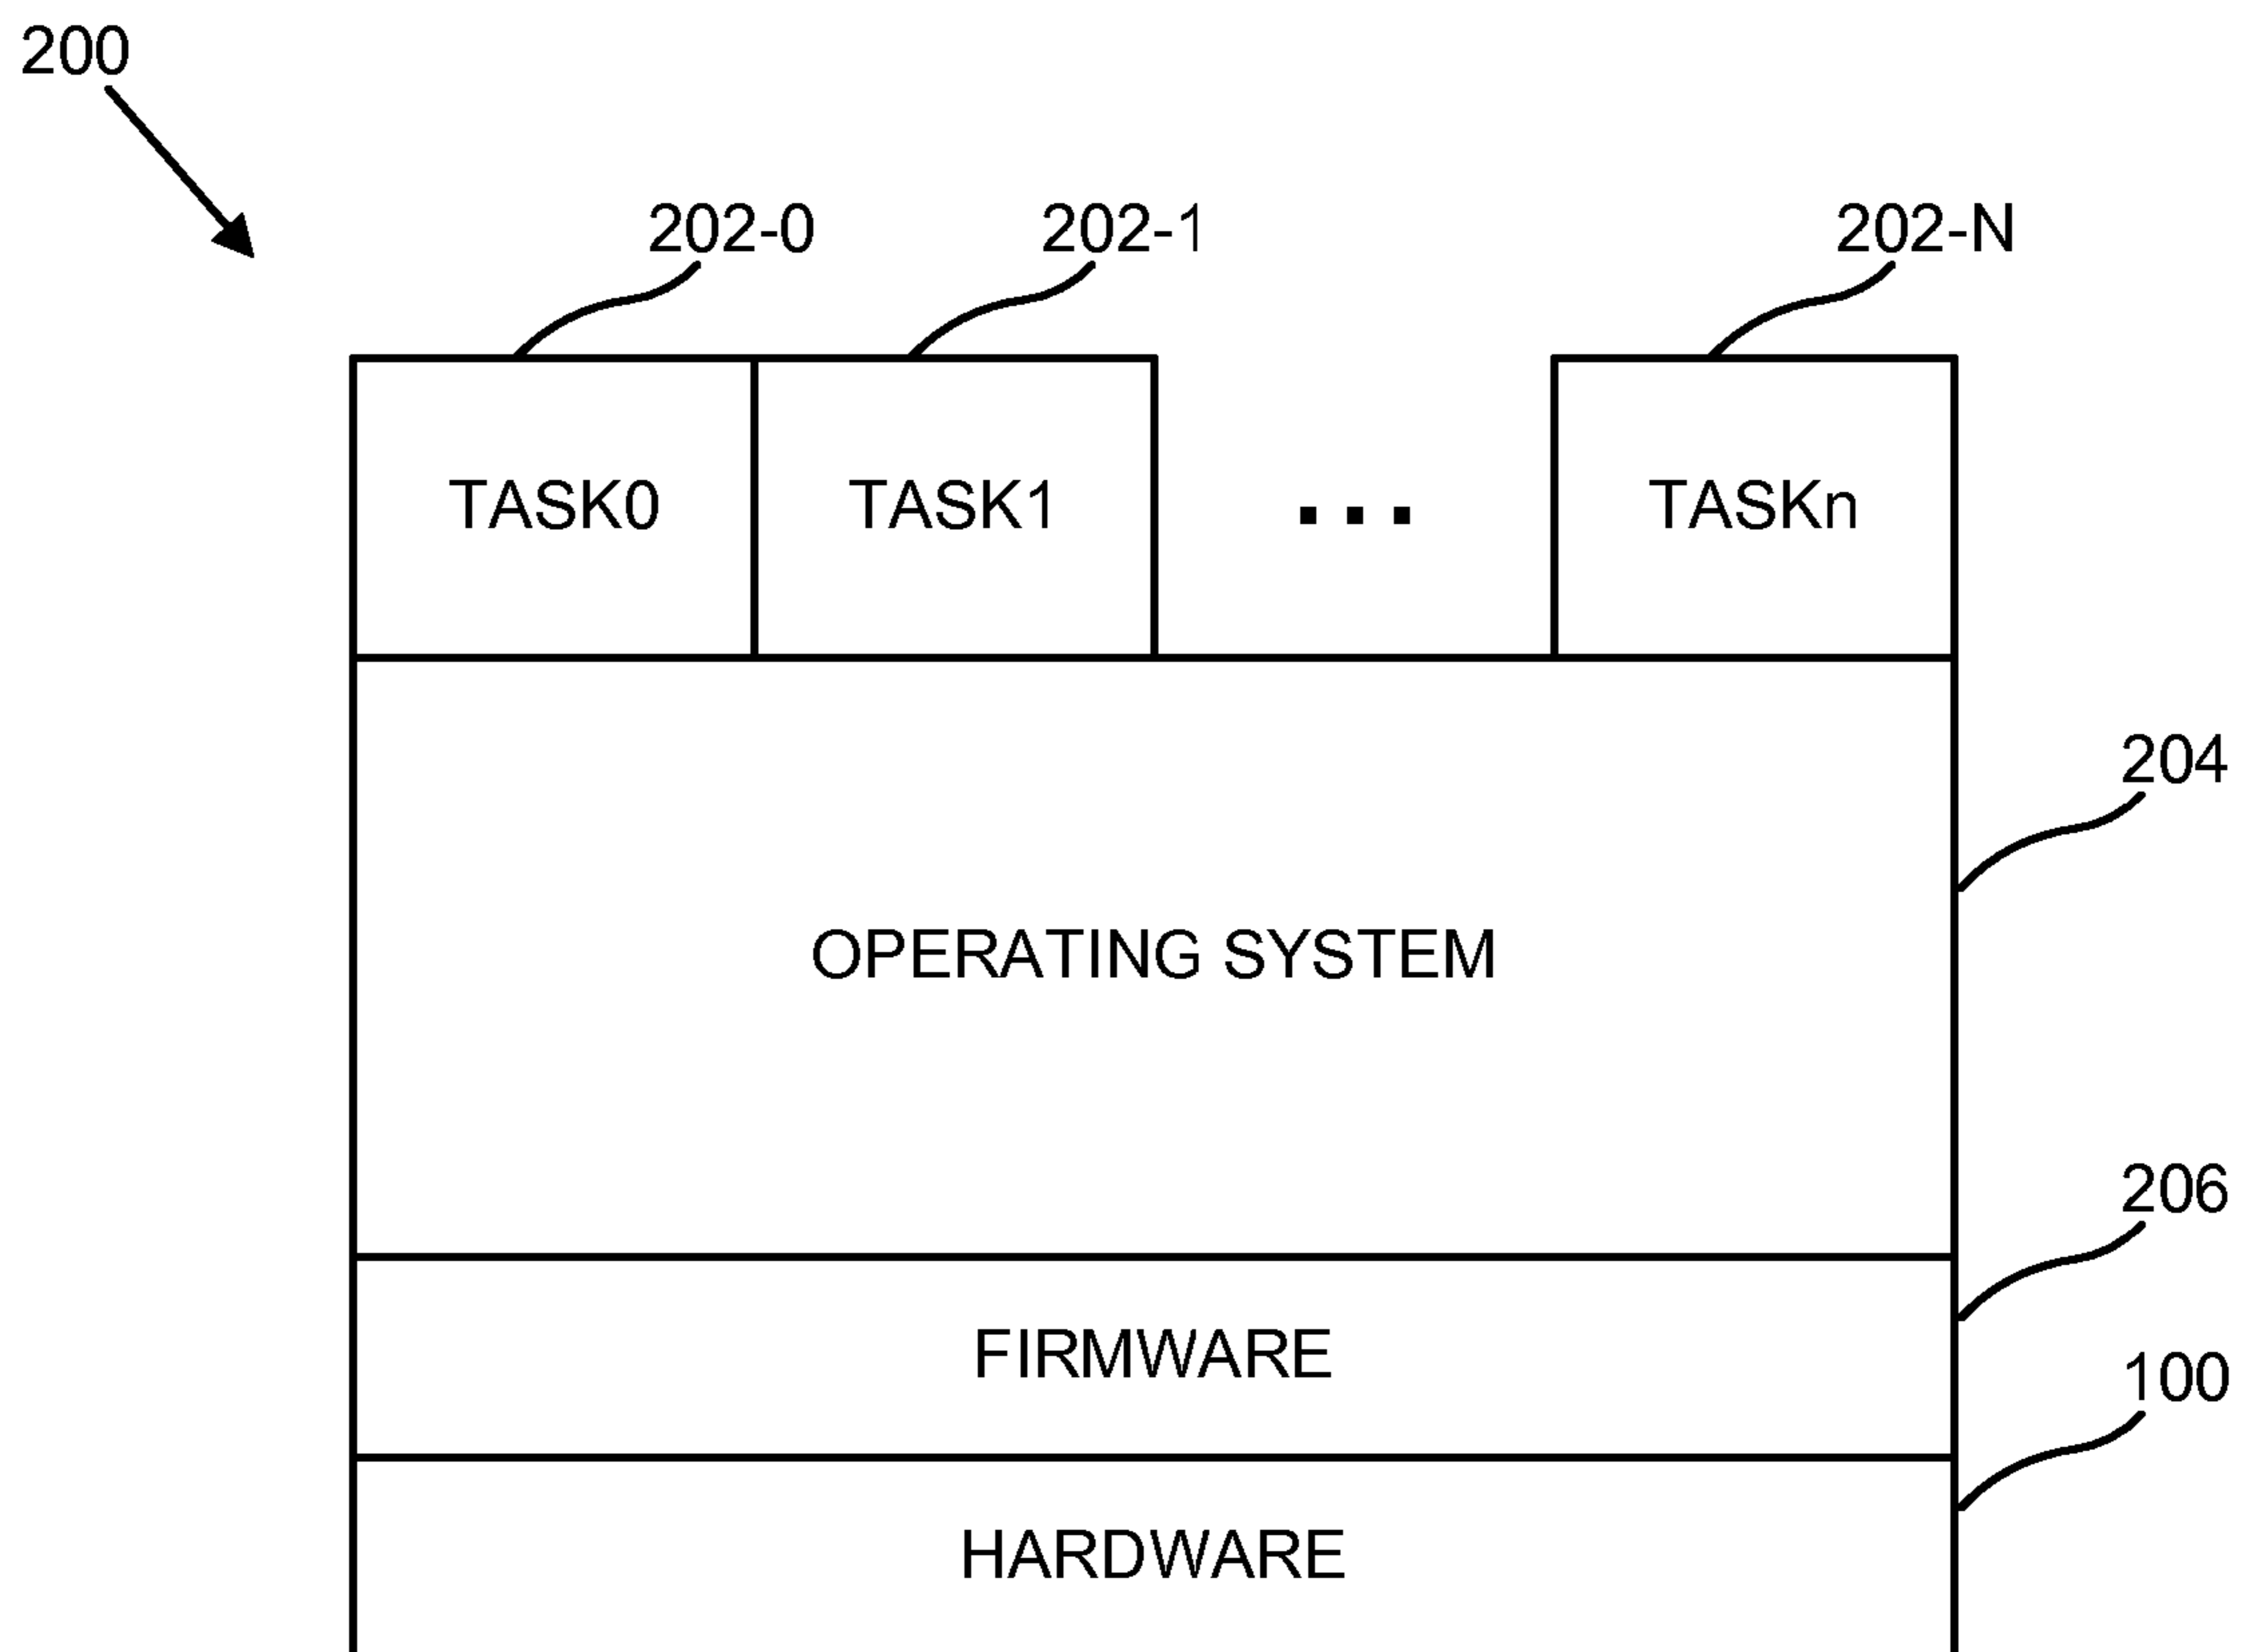 200
202-0 202-1 202-N
TASK0 TASK1 ... TASKn
204
OPERATING SYSTEM
206
FIRMWARE
100
HARDWARE